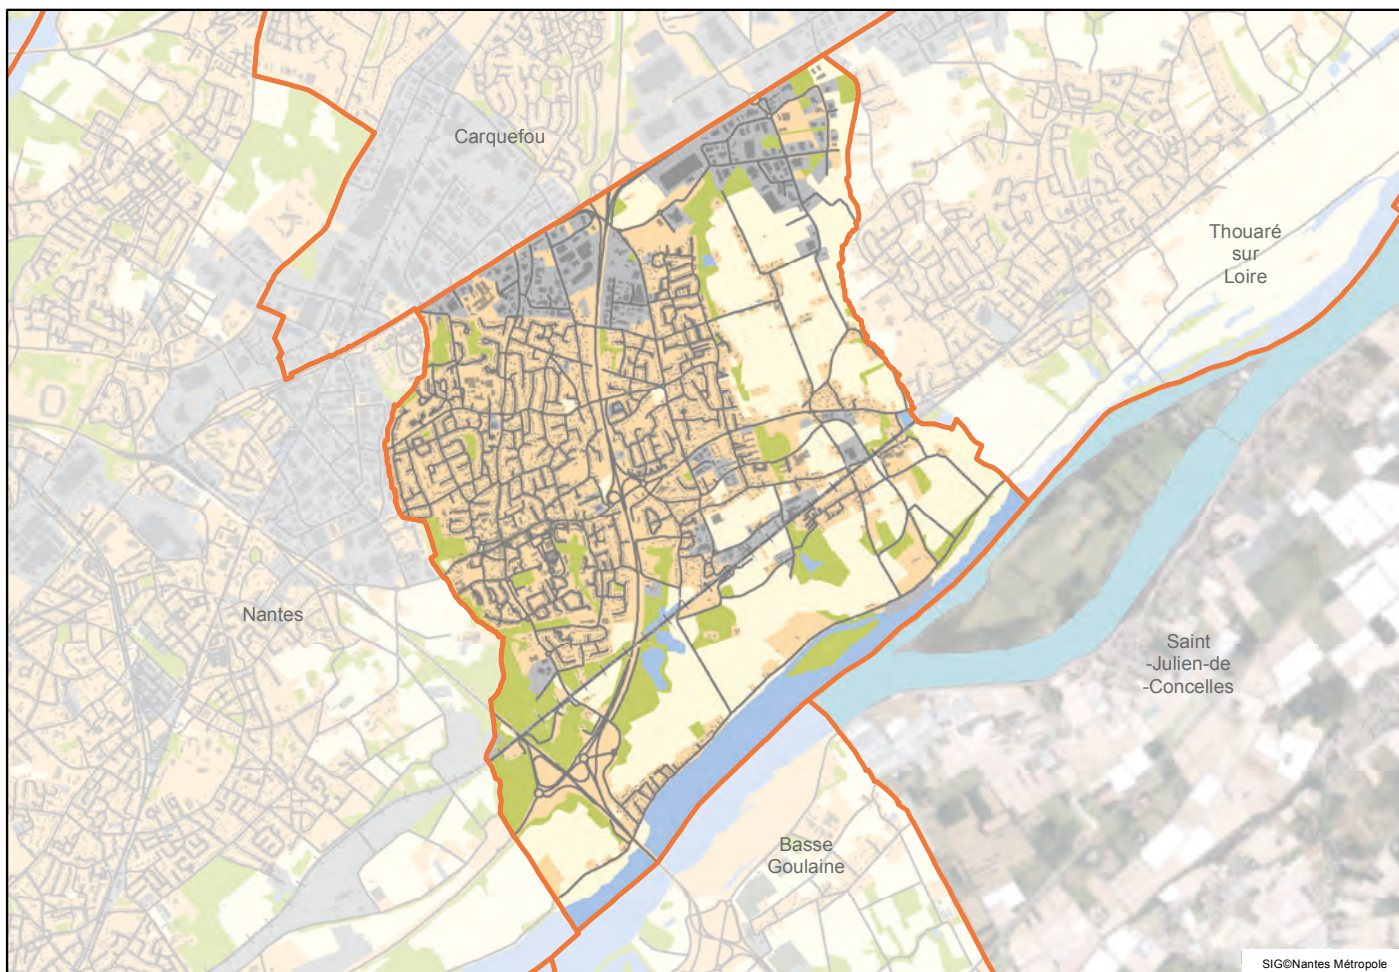 Carquefou
Thouaré
sur
Loire
Nantes
Saint
-Julien-de
-Concelles
Basse
Goulaine
SIG©Nantes Métropole